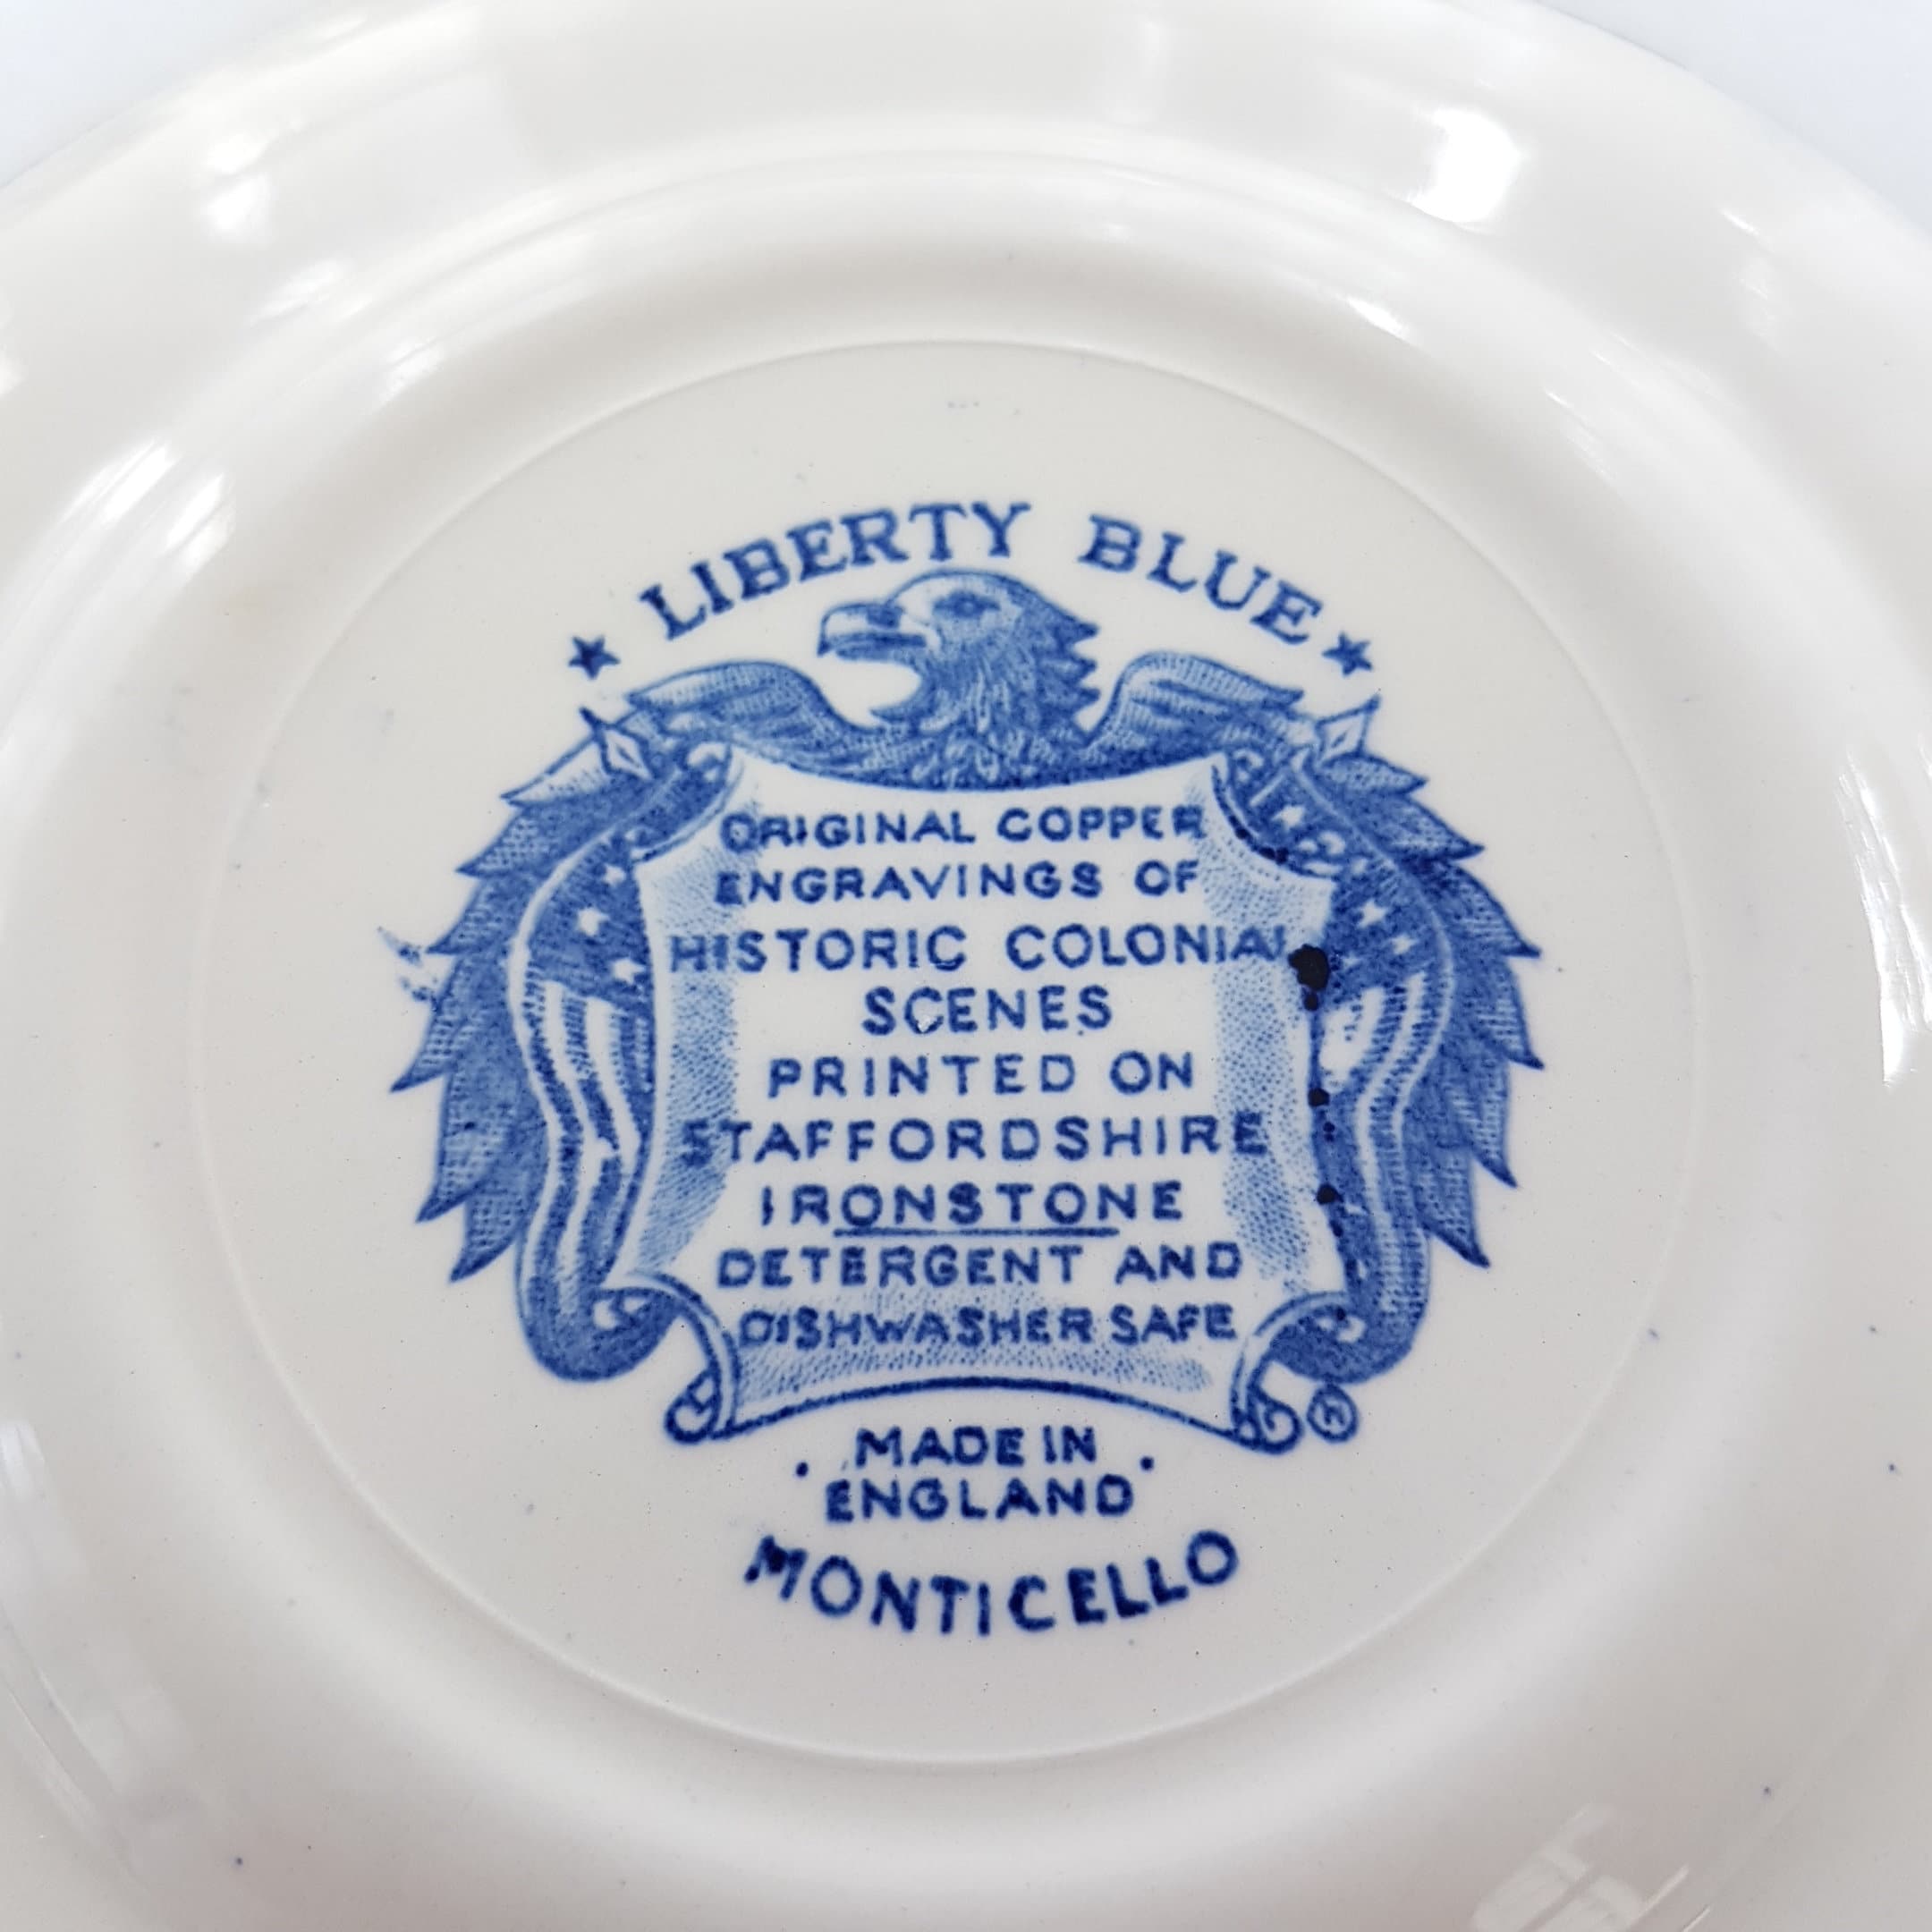 ★ LIBERTY BLUE ★
ORIGINAL COPPER
ENGRAVINGS OF
HISTORIC COLONIAL
SCENES
PRINTED ON
STAFFORDSHIRE
IRONSTONE
DETERGENT AND
DISHWASHER SAFE
®
· MADE IN ·
ENGLAND
MONTICELLO